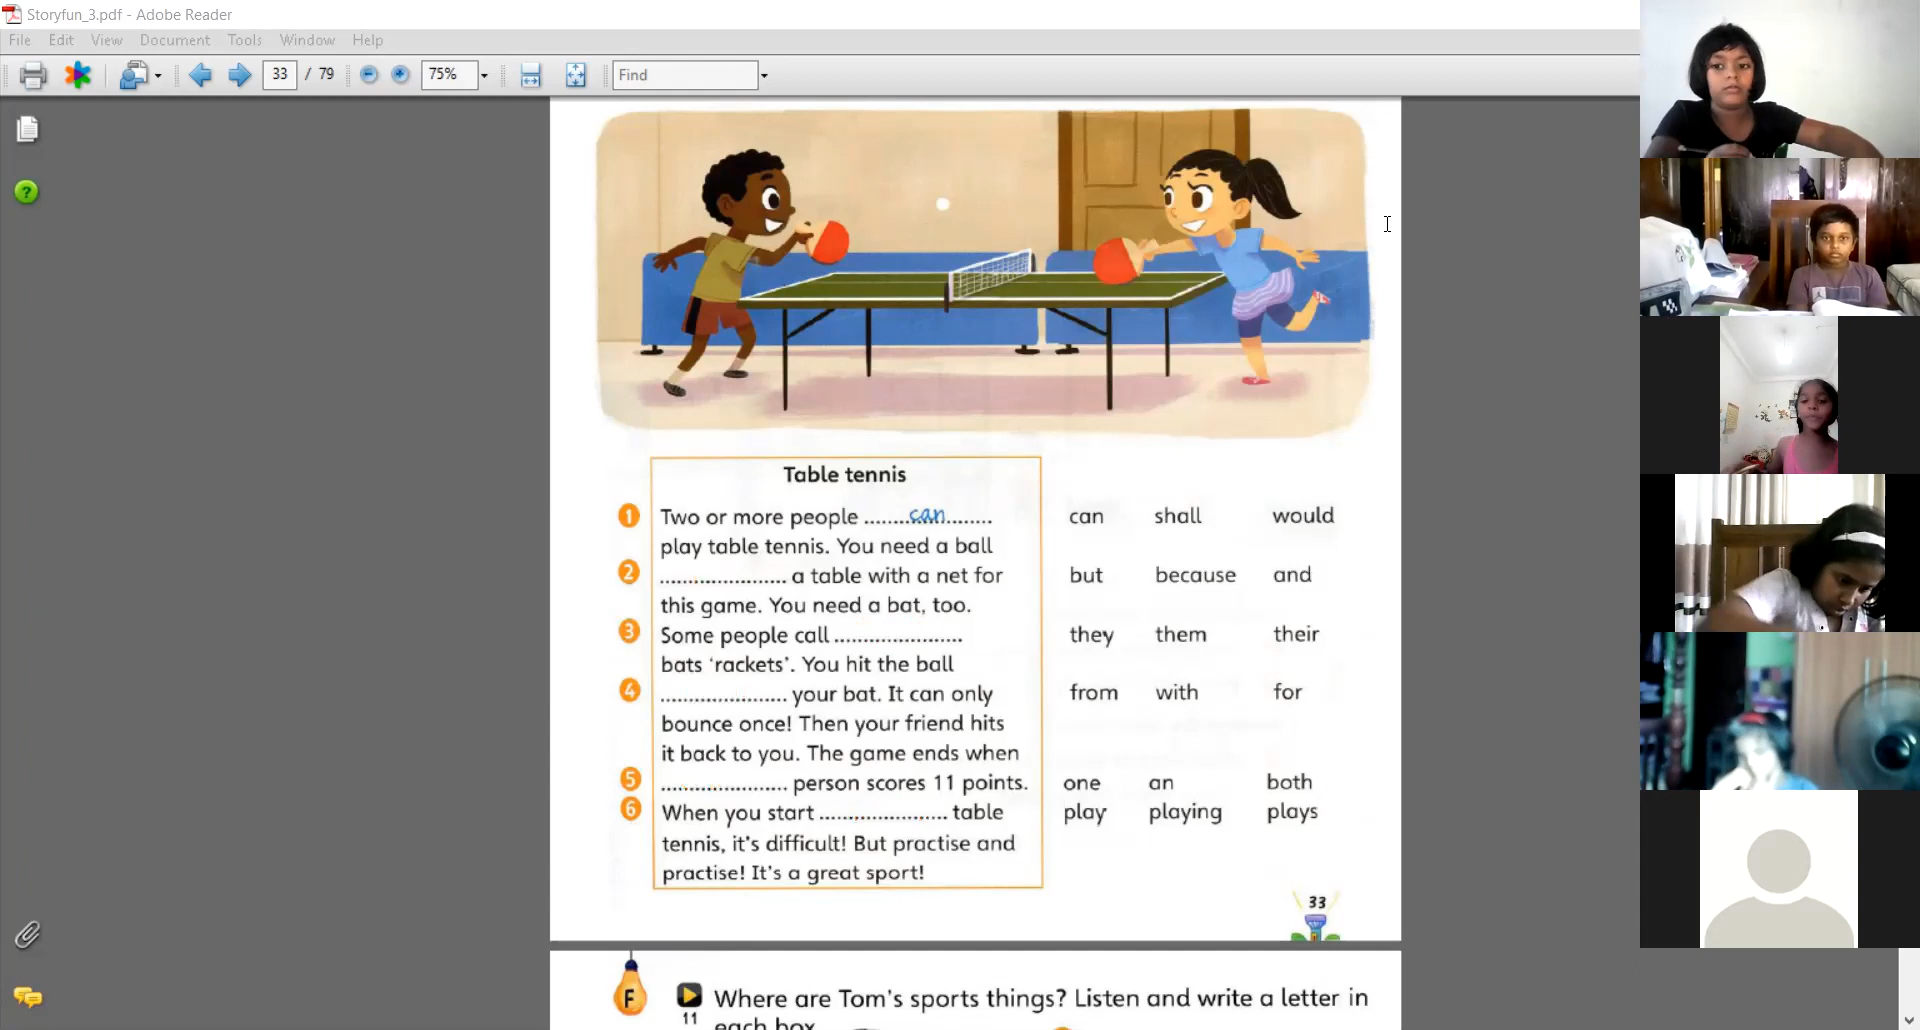 Storyfun_3.pdf - Adobe Reader
File Edit View Document Tools Window Help
33 / 79 75% Find
Table tennis
1 Two or more people ..........can.......... can shall would
play table tennis. You need a ball
2 ...................... a table with a net for but because and
this game. You need a bat, too.
3 Some people call ...................... they them their
bats ‘rackets’. You hit the ball
4 ...................... your bat. It can only from with for
bounce once! Then your friend hits
it back to you. The game ends when
5 ...................... person scores 11 points. one an both
6 When you start ...................... table play playing plays
tennis, it’s difficult! But practise and
practise! It’s a great sport!
33
F Where are Tom’s sports things? Listen and write a letter in
11
each box